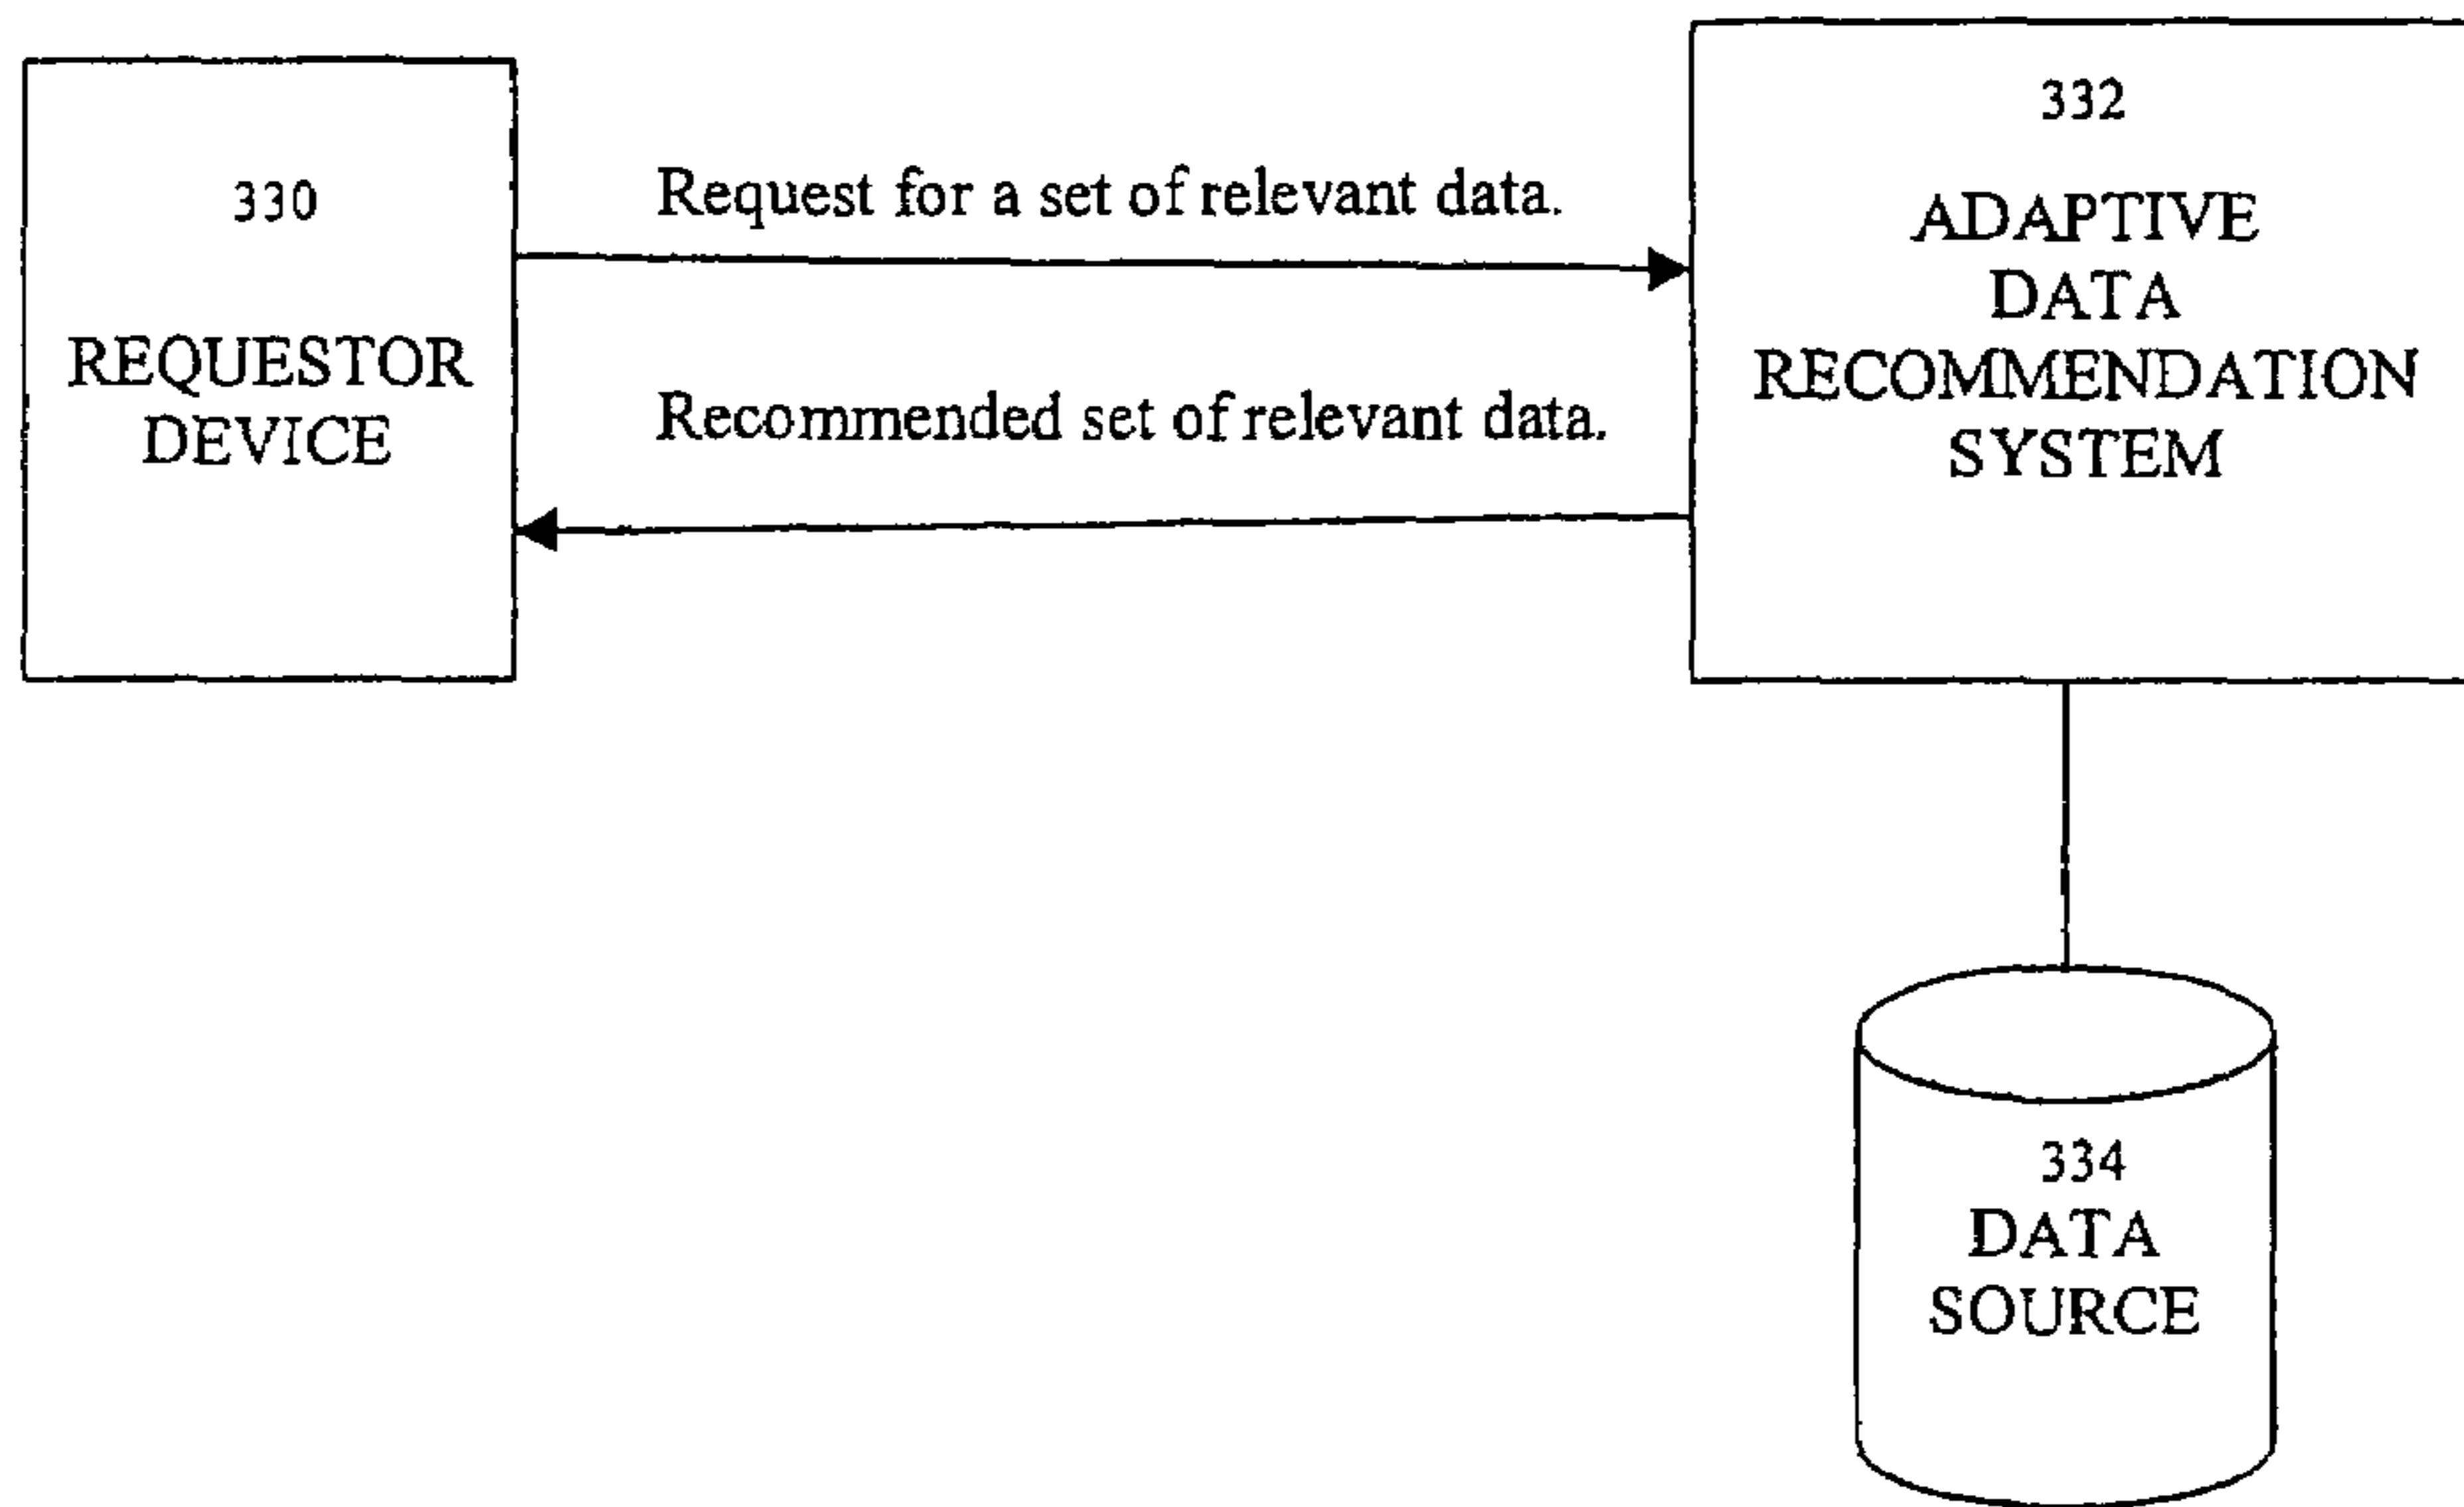 330
REQUESTOR
DEVICE
Request for a set of relevant data.
Recommended set of relevant data.
332
ADAPTIVE
DATA
RECOMMENDATION
SYSTEM
334
DATA
SOURCE